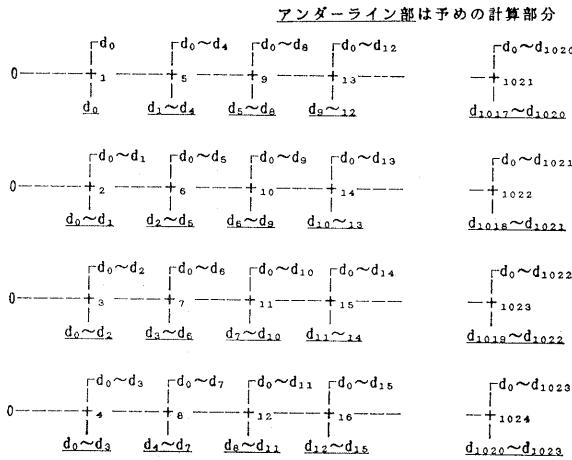 アンダーライン部は予めの計算部分
d₀ d₀～d₄ d₀～d₈ d₀～d₁₂ d₀～d₁₀₂₀
0 1 5 9 13 1021
d₀ d₁～d₄ d₅～d₈ d₉～₁₂ d₁₀₁₇～d₁₀₂₀
d₀～d₁ d₀～d₅ d₀～d₉ d₀～d₁₃ d₀～d₁₀₂₁
0 2 6 10 14 1022
d₀～d₁ d₂～d₅ d₆～d₉ d₁₀～₁₃ d₁₀₁₈～d₁₀₂₁
d₀～d₂ d₀～d₆ d₀～d₁₀ d₀～d₁₄ d₀～d₁₀₂₂
0 3 7 11 15 1023
d₀～d₂ d₃～d₆ d₇～d₁₀ d₁₁～₁₄ d₁₀₁₉～d₁₀₂₂
d₀～d₃ d₀～d₇ d₀～d₁₁ d₀～d₁₅ d₀～d₁₀₂₃
0 4 8 12 16 1024
d₀～d₃ d₄～d₇ d₈～d₁₁ d₁₂～d₁₅ d₁₀₂₀～d₁₀₂₃